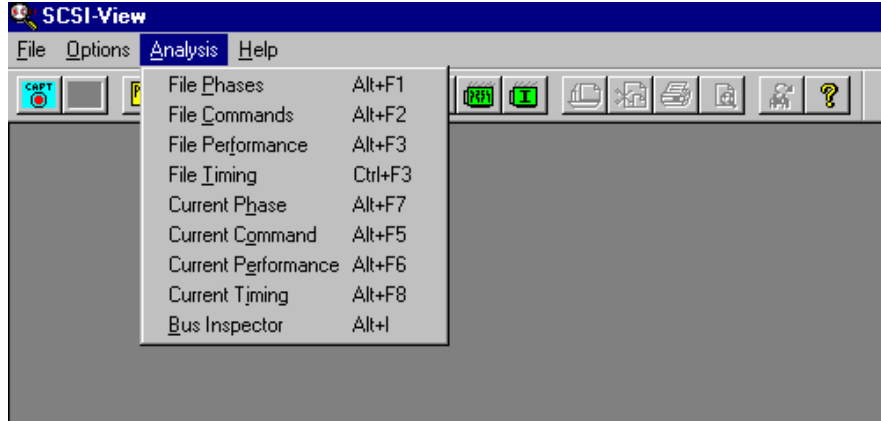 SCSI-View
File Options Analysis Help
CAPT
File Phases Alt+F1
File Commands Alt+F2
File Performance Alt+F3
File Timing Ctrl+F3
Current Phase Alt+F7
Current Command Alt+F5
Current Performance Alt+F6
Current Timing Alt+F8
Bus Inspector Alt+I